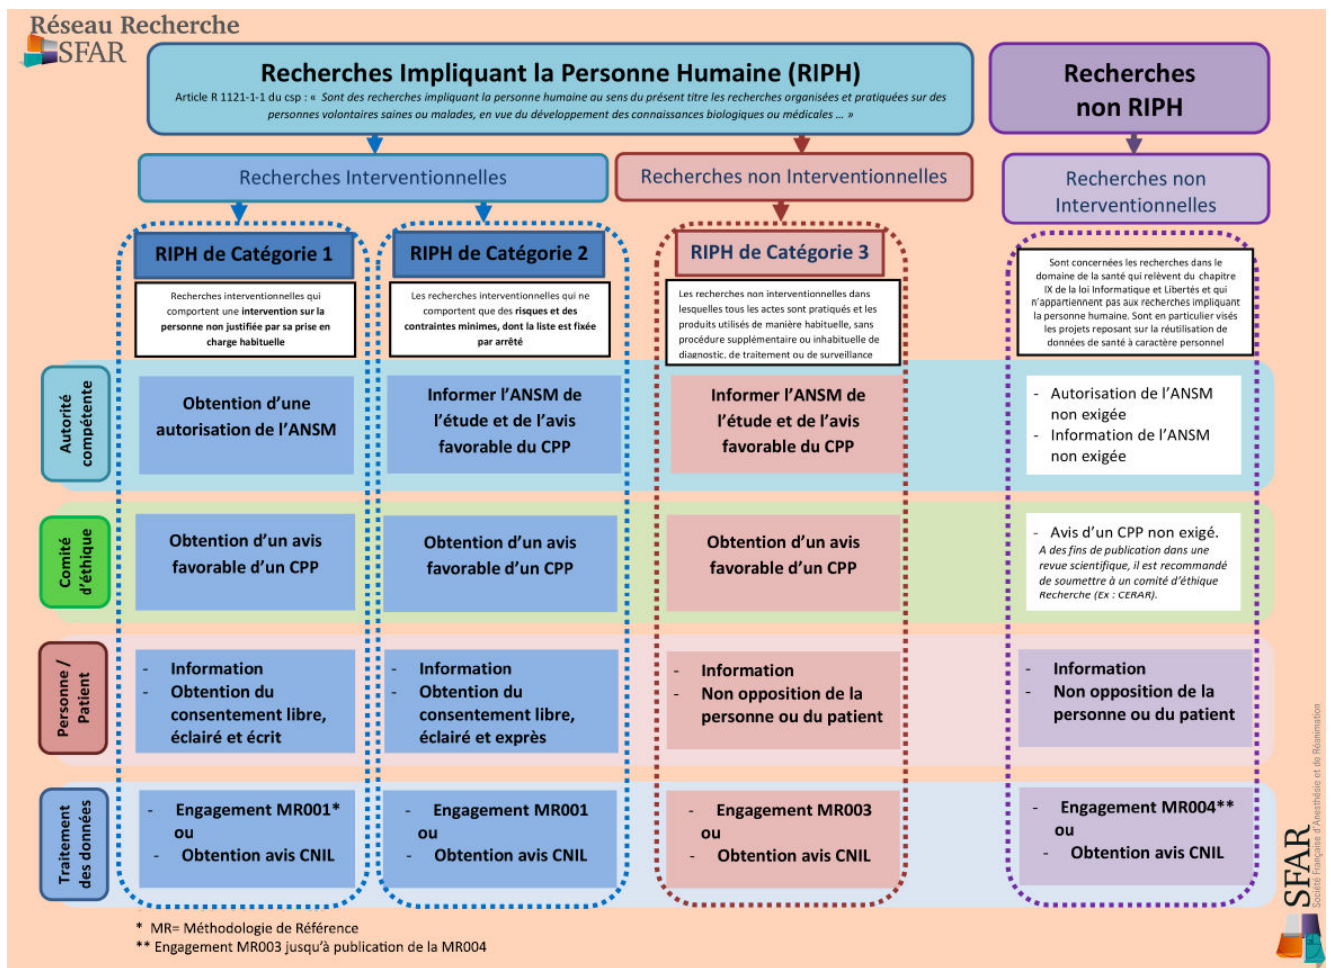 Réseau Recherche
SFAR
Recherches Impliquant la Personne Humaine (RIPH)
Article R 1121-1-1 du csp : « Sont des recherches impliquant la personne humaine au sens du présent titre les recherches organisées et pratiquées sur des
personnes volontaires saines ou malades, en vue du développement des connaissances biologiques ou médicales ... »
Recherches
non RIPH
Recherches Interventionnelles
Recherches non Interventionnelles
Recherches non
Interventionnelles
RIPH de Catégorie 1
Recherches interventionnelles qui
comportent une intervention sur la
personne non justifiée par sa prise en
charge habituelle
RIPH de Catégorie 2
Les recherches interventionnelles qui ne
comportent que des risques et des
contraintes minimes, dont la liste est fixée
par arrêté
RIPH de Catégorie 3
Les recherches non interventionnelles dans
lesquelles tous les actes sont pratiqués et les
produits utilisés de manière habituelle, sans
procédure supplémentaire ou inhabituelle de
diagnostic, de traitement ou de surveillance
Sont concernées les recherches dans le
domaine de la santé qui relèvent du chapitre
IX de la loi Informatique et Libertés et qui
n'appartiennent pas aux recherches impliquant
la personne humaine. Sont en particulier visés
les projets reposant sur la réutilisation de
données de santé à caractère personnel
Autorité
compétente
Obtention d'une
autorisation de l'ANSM
Informer l'ANSM de
l'étude et de l'avis
favorable du CPP
Informer l'ANSM de
l'étude et de l'avis
favorable du CPP
- Autorisation de l'ANSM
non exigée
- Information de l'ANSM
non exigée
Comité
d'éthique
Obtention d'un avis
favorable d'un CPP
Obtention d'un avis
favorable d'un CPP
Obtention d'un avis
favorable d'un CPP
- Avis d'un CPP non exigé.
A des fins de publication dans une
revue scientifique, il est recommandé
de soumettre à un comité d'éthique
Recherche (Ex : CERAR).
Personne /
Patient
- Information
- Obtention du
consentement libre,
éclairé et écrit
- Information
- Obtention du
consentement libre,
éclairé et exprès
- Information
- Non opposition de la
personne ou du patient
- Information
- Non opposition de la
personne ou du patient
Traitement
des données
- Engagement MR001*
ou
- Obtention avis CNIL
- Engagement MR001
ou
- Obtention avis CNIL
- Engagement MR003
ou
- Obtention avis CNIL
- Engagement MR004**
ou
- Obtention avis CNIL
* MR= Méthodologie de Référence
** Engagement MR003 jusqu'à publication de la MR004
SFAR
Société Française d'Anesthésie et de Réanimation